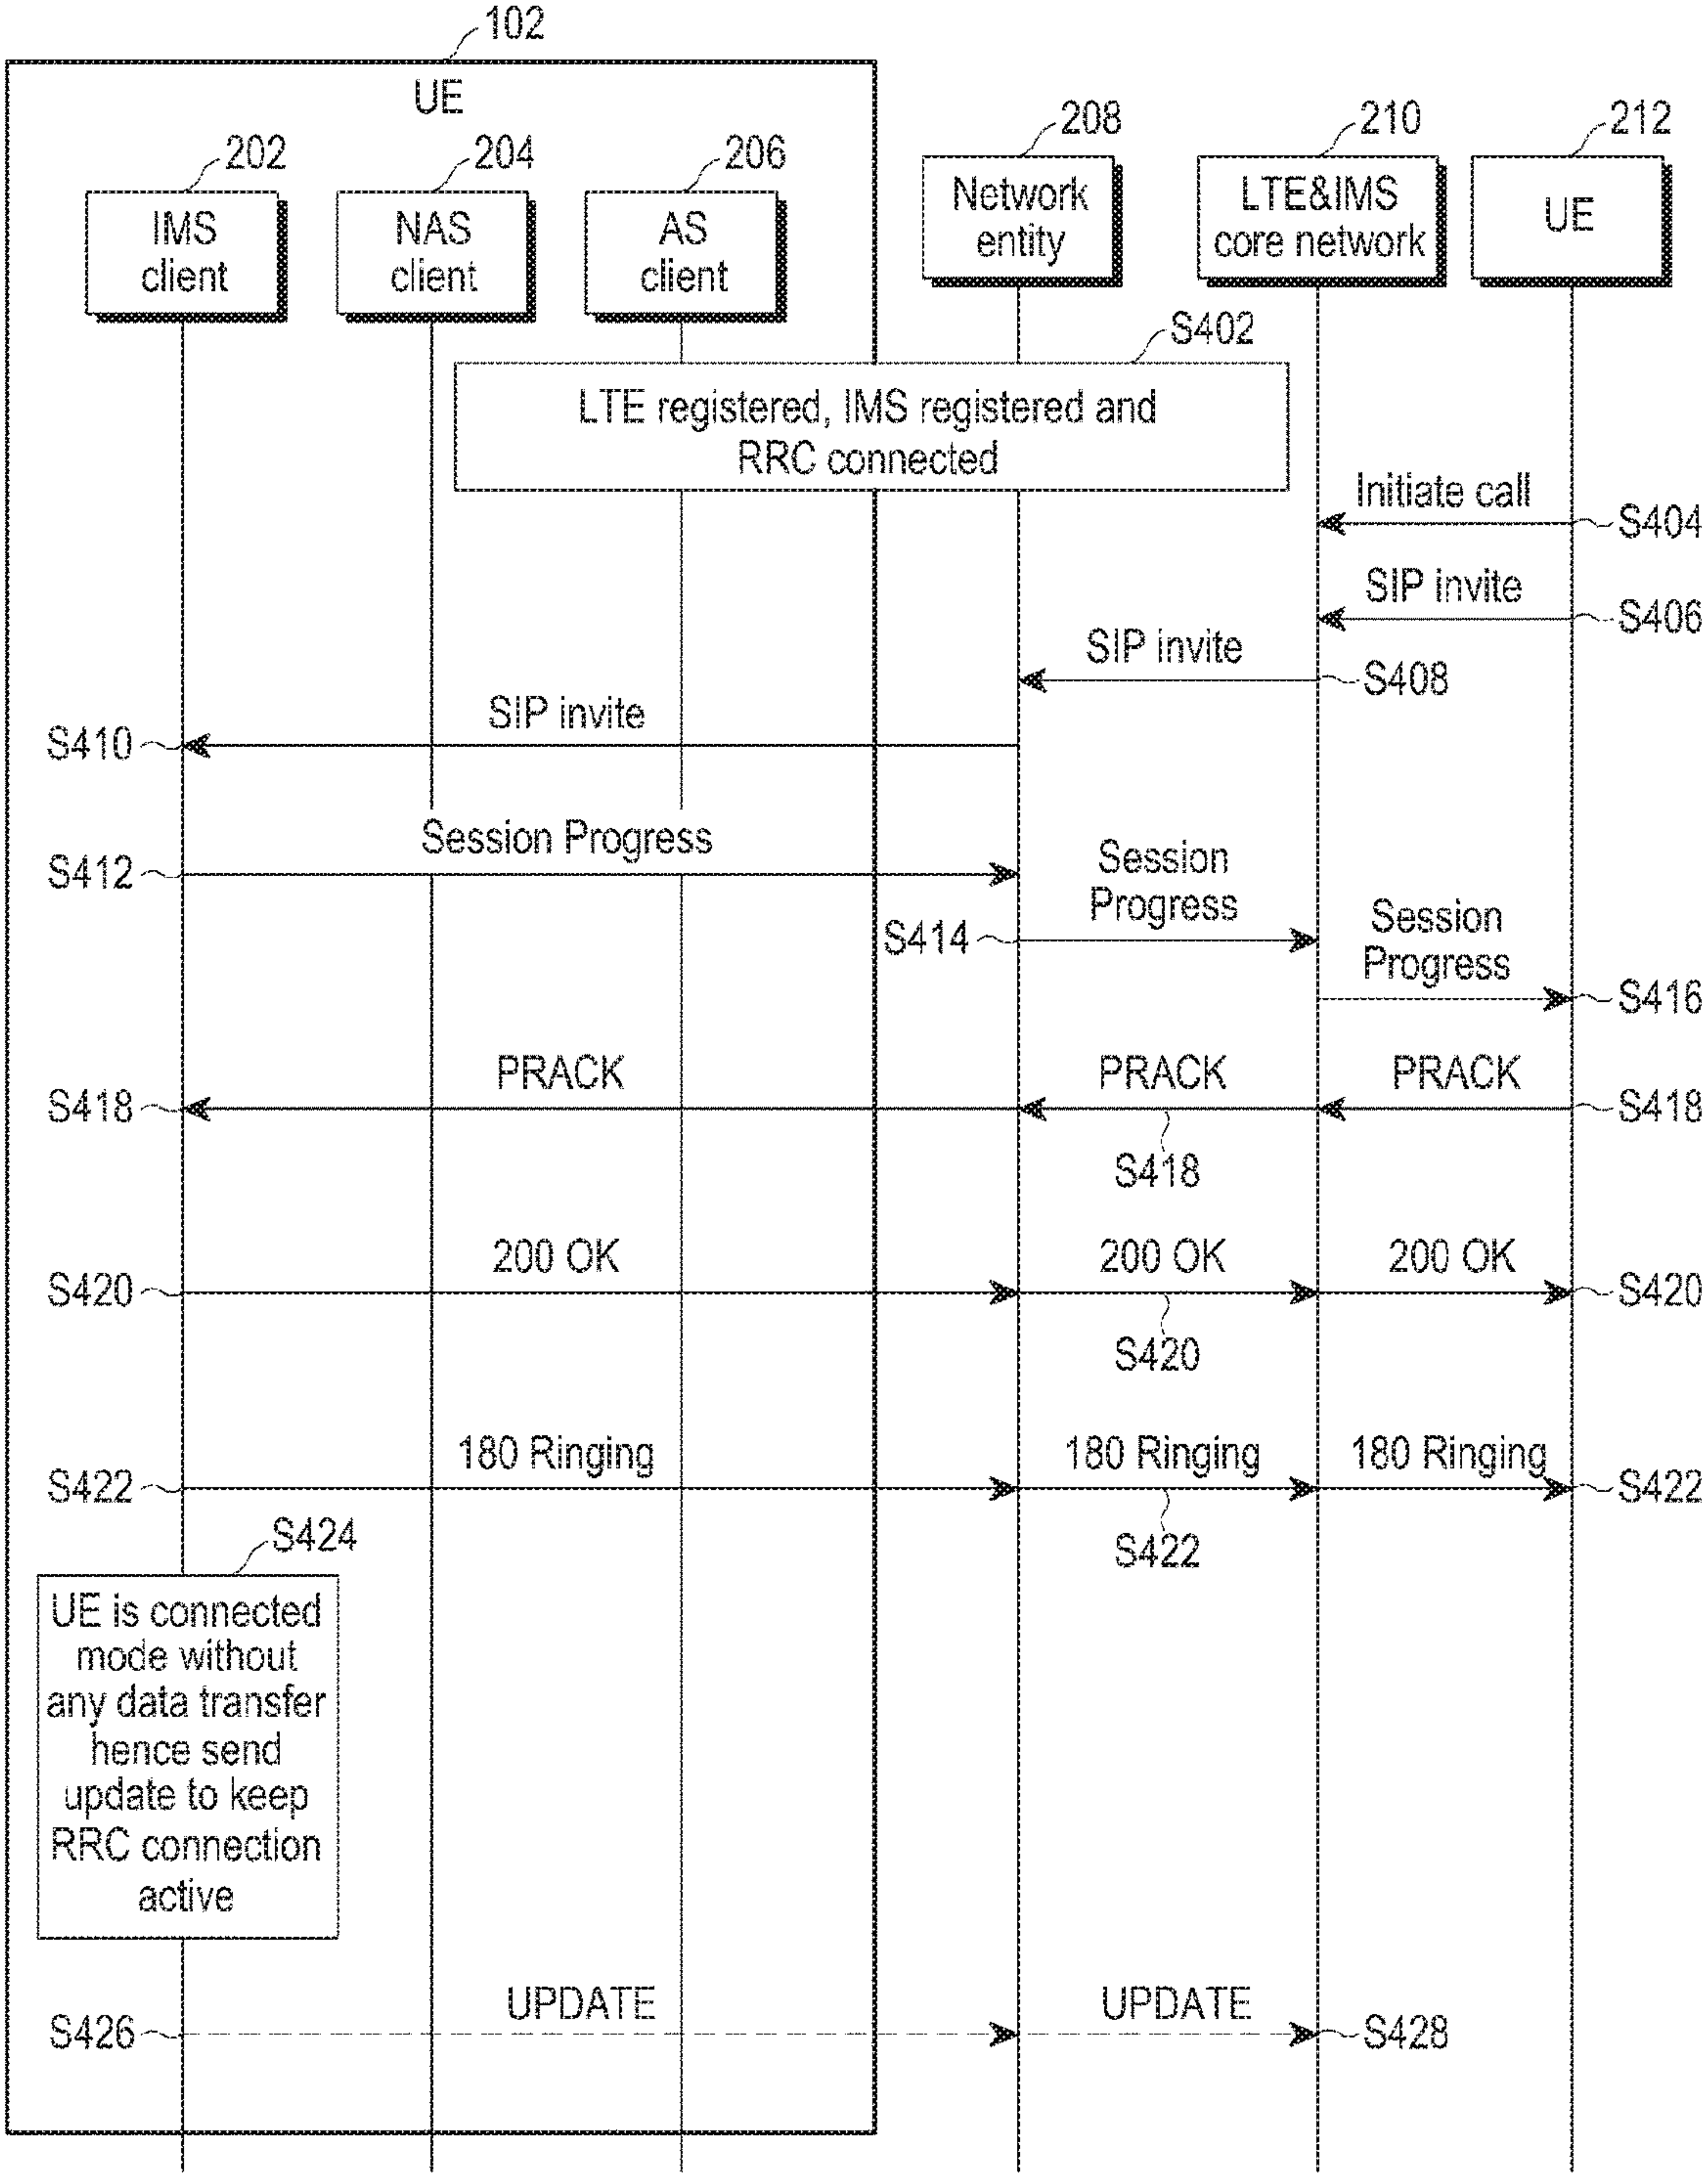 102
UE
202
204
206
208
210
212
IMS
client
NAS
client
AS
client
Network
entity
LTE&IMS
core network
UE
S402
LTE registered, IMS registered and
RRC connected
Initiate call
S404
SIP invite
S406
SIP invite
S408
SIP invite
S410
Session Progress
S412
Session
Progress
S414
Session
Progress
S416
PRACK
PRACK
PRACK
S418
S418
S418
200 OK
200 OK
200 OK
S420
S420
S420
180 Ringing
180 Ringing
180 Ringing
S422
S422
S422
S424
UE is connected
mode without
any data transfer
hence send
update to keep
RRC connection
active
UPDATE
UPDATE
S426
S428